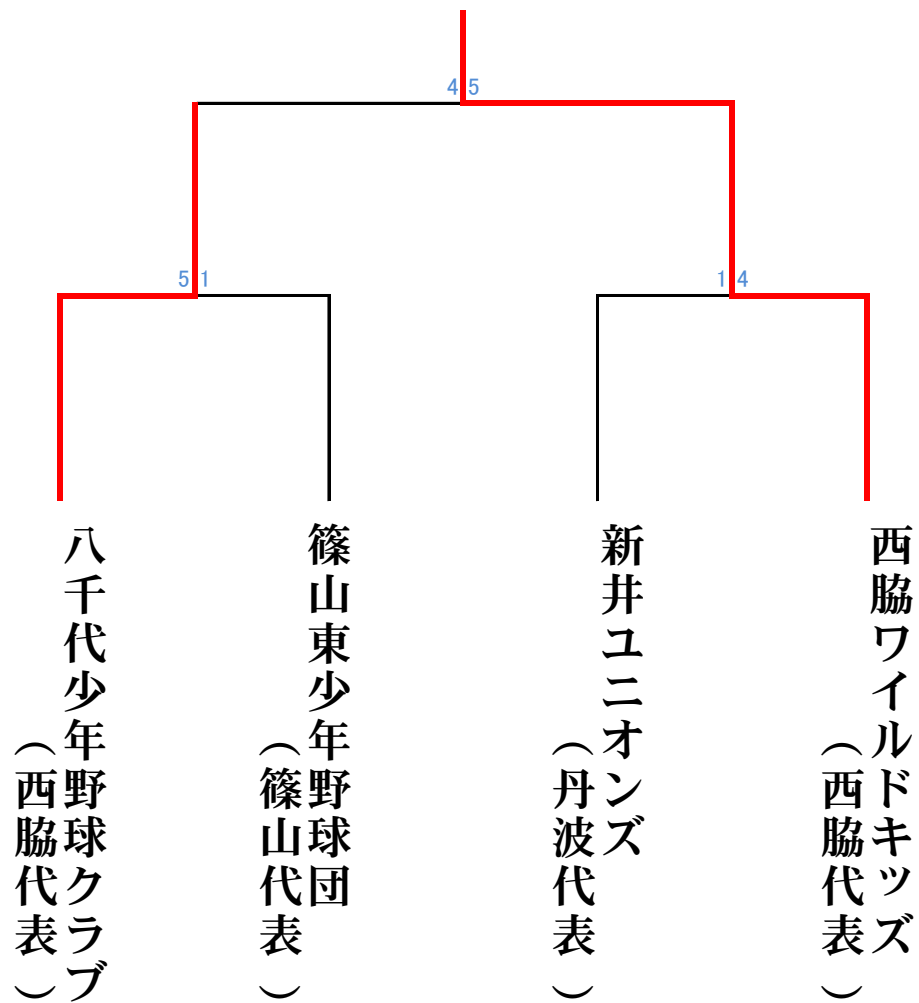 4 5
5 1
1 4
八千代少年野球クラブ
(西脇代表)
篠山東少年野球団
(篠山代表)
新井ユニオンズ
(丹波代表)
西脇ワイルドキッズ
(西脇代表)